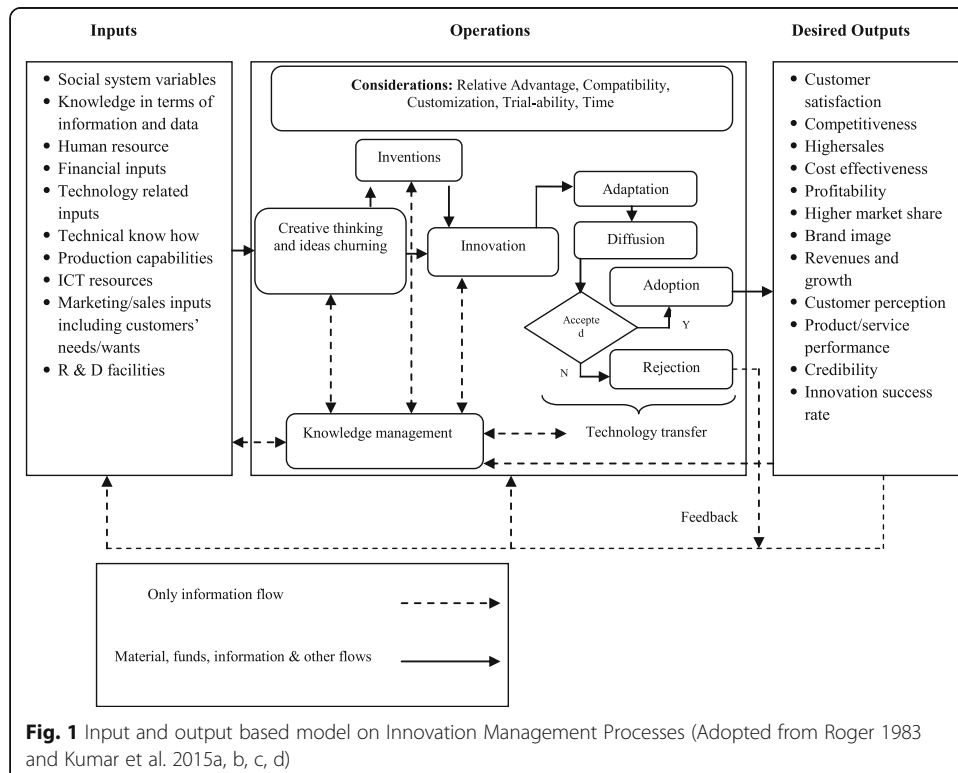 Inputs
Operations
Desired Outputs
• Social system variables
• Knowledge in terms of
information and data
• Human resource
• Financial inputs
• Technology related
inputs
• Technical know how
• Production capabilities
• ICT resources
• Marketing/sales inputs
including customers'
needs/wants
• R & D facilities
Considerations: Relative Advantage, Compatibility,
Customization, Trial-ability, Time
Inventions
Creative thinking
and ideas churning
Innovation
Adaptation
Diffusion
Adoption
Accepte
d
Y
N
Rejection
Knowledge management
Technology transfer
• Customer
satisfaction
• Competitiveness
• Highersales
• Cost effectiveness
• Profitability
• Higher market share
• Brand image
• Revenues and
growth
• Customer perception
• Product/service
performance
• Credibility
• Innovation success
rate
Feedback
Only information flow
Material, funds, information & other flows
Fig. 1 Input and output based model on Innovation Management Processes (Adopted from Roger 1983
and Kumar et al. 2015a, b, c, d)